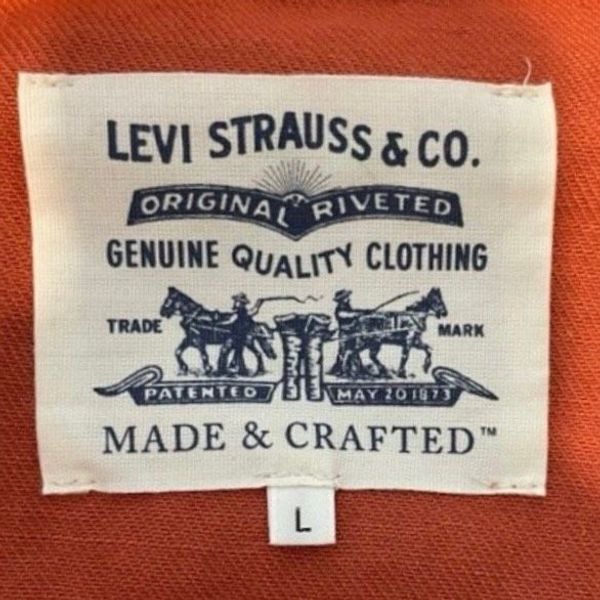 LEVI STRAUSS & CO.
ORIGINAL RIVETED
GENUINE QUALITY CLOTHING
TRADE MARK
PATENTED MAY 20 1873
MADE & CRAFTED™
L